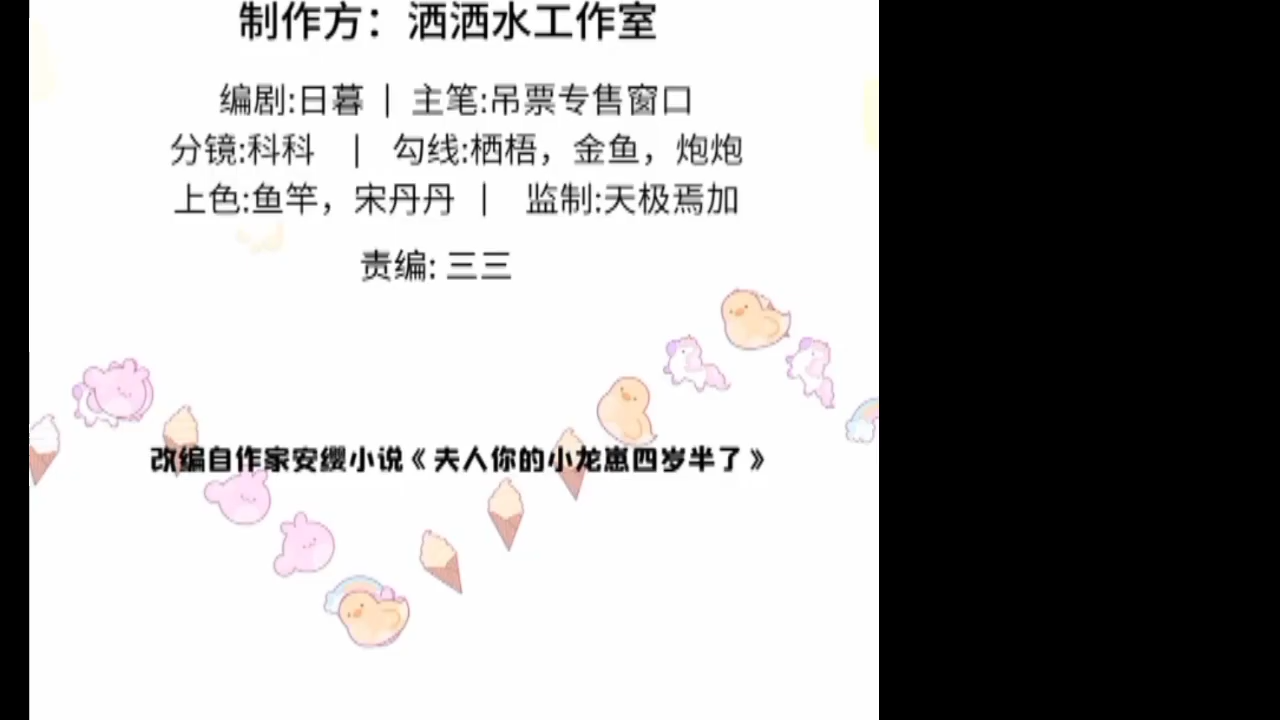 制作方：洒洒水工作室
编剧:日暮 | 主笔:吊票专售窗口
分镜:科科 | 勾线:栖梧，金鱼，炮炮
上色:鱼竿，宋丹丹 | 监制:天极焉加
责编: 三三
改编自作家安缨小说《夫人你的小龙崽四岁半了》